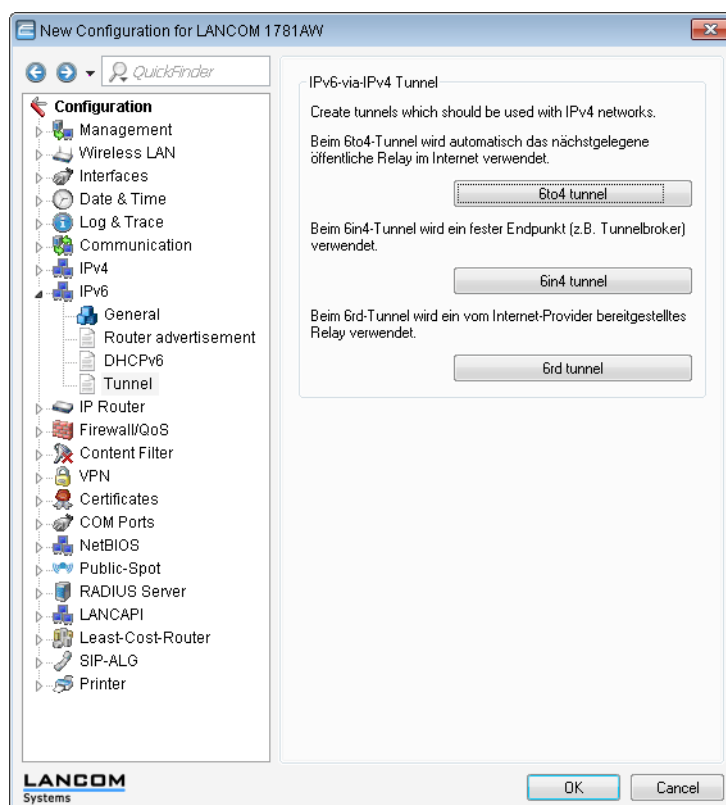 New Configuration for LANCOM 1781AW
QuickFinder
Configuration
Management
Wireless LAN
Interfaces
Date & Time
Log & Trace
Communication
IPv4
IPv6
General
Router advertisement
DHCPv6
Tunnel
IP Router
Firewall/QoS
Content Filter
VPN
Certificates
COM Ports
NetBIOS
Public-Spot
RADIUS Server
LANCAPI
Least-Cost-Router
SIP-ALG
Printer
IPv6-via-IPv4 Tunnel
Create tunnels which should be used with IPv4 networks.
Beim 6to4-Tunnel wird automatisch das nächstgelegene
öffentliche Relay im Internet verwendet.
6to4 tunnel
Beim 6in4-Tunnel wird ein fester Endpunkt (z.B. Tunnelbroker)
verwendet.
6in4 tunnel
Beim 6rd-Tunnel wird ein vom Internet-Provider bereitgestelltes
Relay verwendet.
6rd tunnel
LANCOM
Systems
OK
Cancel